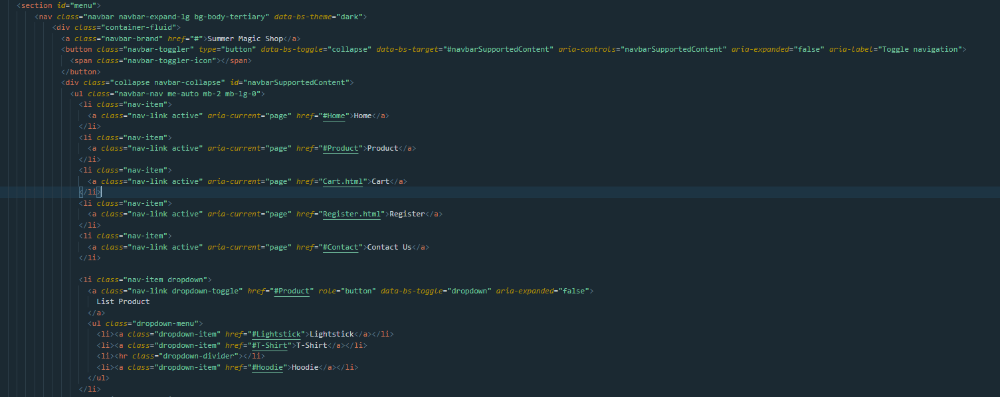 <section id="menu">
<nav class="navbar navbar-expand-lg bg-body-tertiary" data-bs-theme="dark">
<div class="container-fluid">
<a class="navbar-brand" href="#">Summer Magic Shop</a>
<button class="navbar-toggler" type="button" data-bs-toggle="collapse" data-bs-target="#navbarSupportedContent" aria-controls="navbarSupportedContent" aria-expanded="false" aria-label="Toggle navigation">
<span class="navbar-toggler-icon"></span>
</button>
<div class="collapse navbar-collapse" id="navbarSupportedContent">
<ul class="navbar-nav me-auto mb-2 mb-lg-0">
<li class="nav-item">
<a class="nav-link active" aria-current="page" href="#Home">Home</a>
</li>
<li class="nav-item">
<a class="nav-link active" aria-current="page" href="#Product">Product</a>
</li>
<li class="nav-item">
<a class="nav-link active" aria-current="page" href="Cart.html">Cart</a>
</li>
<li class="nav-item">
<a class="nav-link active" aria-current="page" href="Register.html">Register</a>
</li>
<li class="nav-item">
<a class="nav-link active" aria-current="page" href="#Contact">Contact Us</a>
</li>
<li class="nav-item dropdown">
<a class="nav-link dropdown-toggle" href="#Product" role="button" data-bs-toggle="dropdown" aria-expanded="false">
List Product
</a>
<ul class="dropdown-menu">
<li><a class="dropdown-item" href="#Lightstick">Lightstick</a></li>
<li><a class="dropdown-item" href="#T-Shirt">T-Shirt</a></li>
<li><hr class="dropdown-divider"></li>
<li><a class="dropdown-item" href="#Hoodie">Hoodie</a></li>
</ul>
</li>